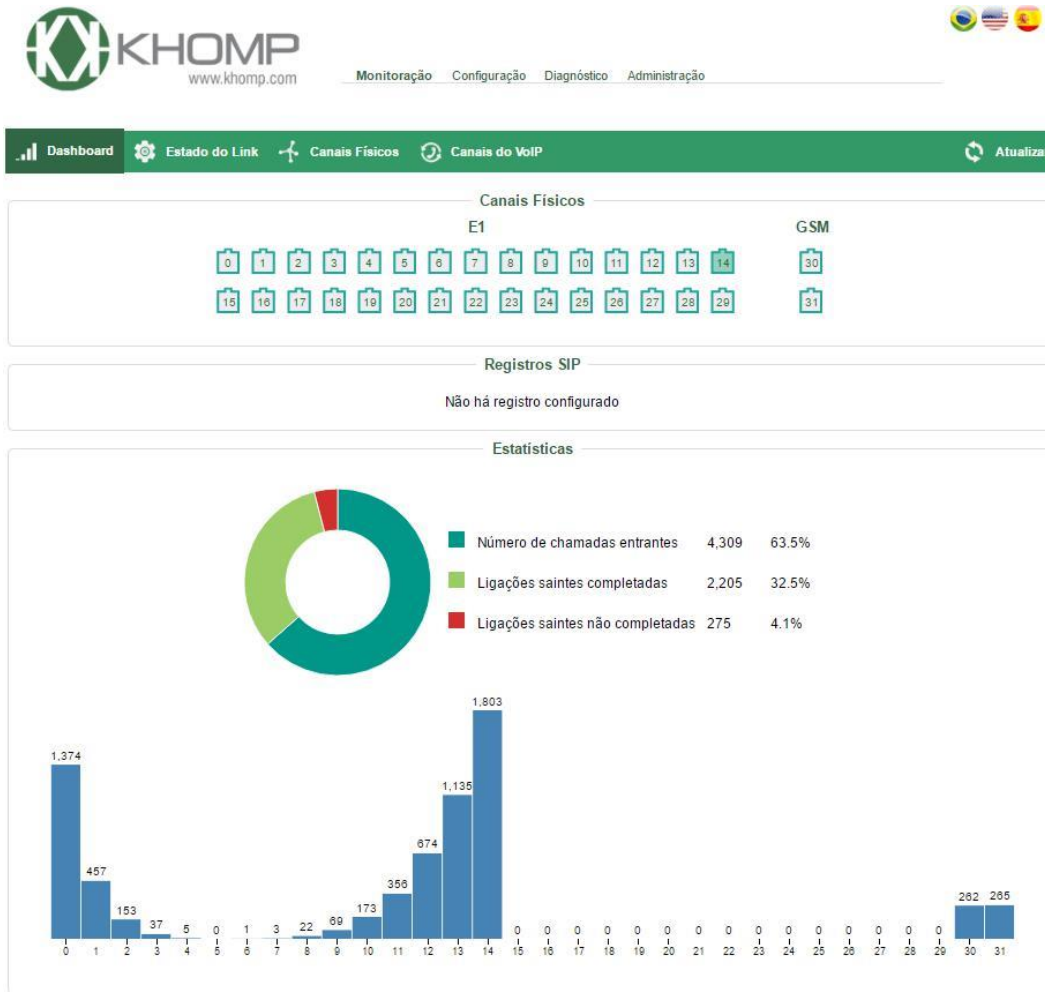 KHOMP
www.khomp.com
Monitoração Configuração Diagnóstico Administração
Dashboard Estado do Link Canais Físicos Canais do VoIP Atualiza
Canais Físicos
E1 GSM
0 1 2 3 4 5 6 7 8 9 10 11 12 13 14 30
15 16 17 18 19 20 21 22 23 24 25 26 27 28 29 31
Registros SIP
Não há registro configurado
Estatísticas
Número de chamadas entrantes 4,309 63.5%
Ligações saintes completadas 2,205 32.5%
Ligações saintes não completadas 275 4.1%
1,374 457 153 37 5 0 1 3 22 69 173 356 674 1,135 1,803 0 0 0 0 0 0 0 0 0 0 0 0 0 0 0 262 265
0 1 2 3 4 5 6 7 8 9 10 11 12 13 14 15 16 17 18 19 20 21 22 23 24 25 26 27 28 29 30 31